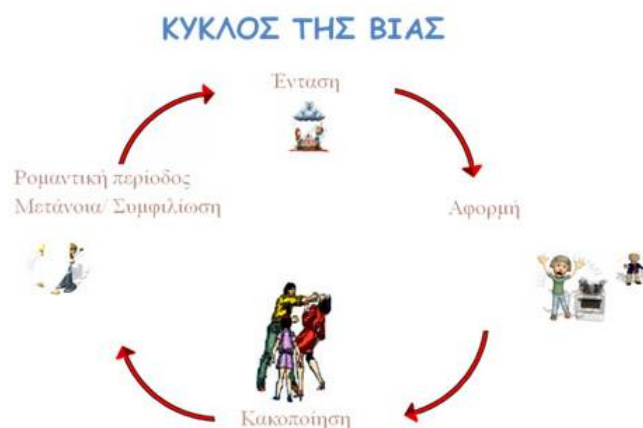 ΚΥΚΛΟΣ ΤΗΣ ΒΙΑΣ
Ένταση
Αφορμή
Κακοποίηση
Ρομαντική περίοδος
Μετάνοια/ Συμφιλίωση